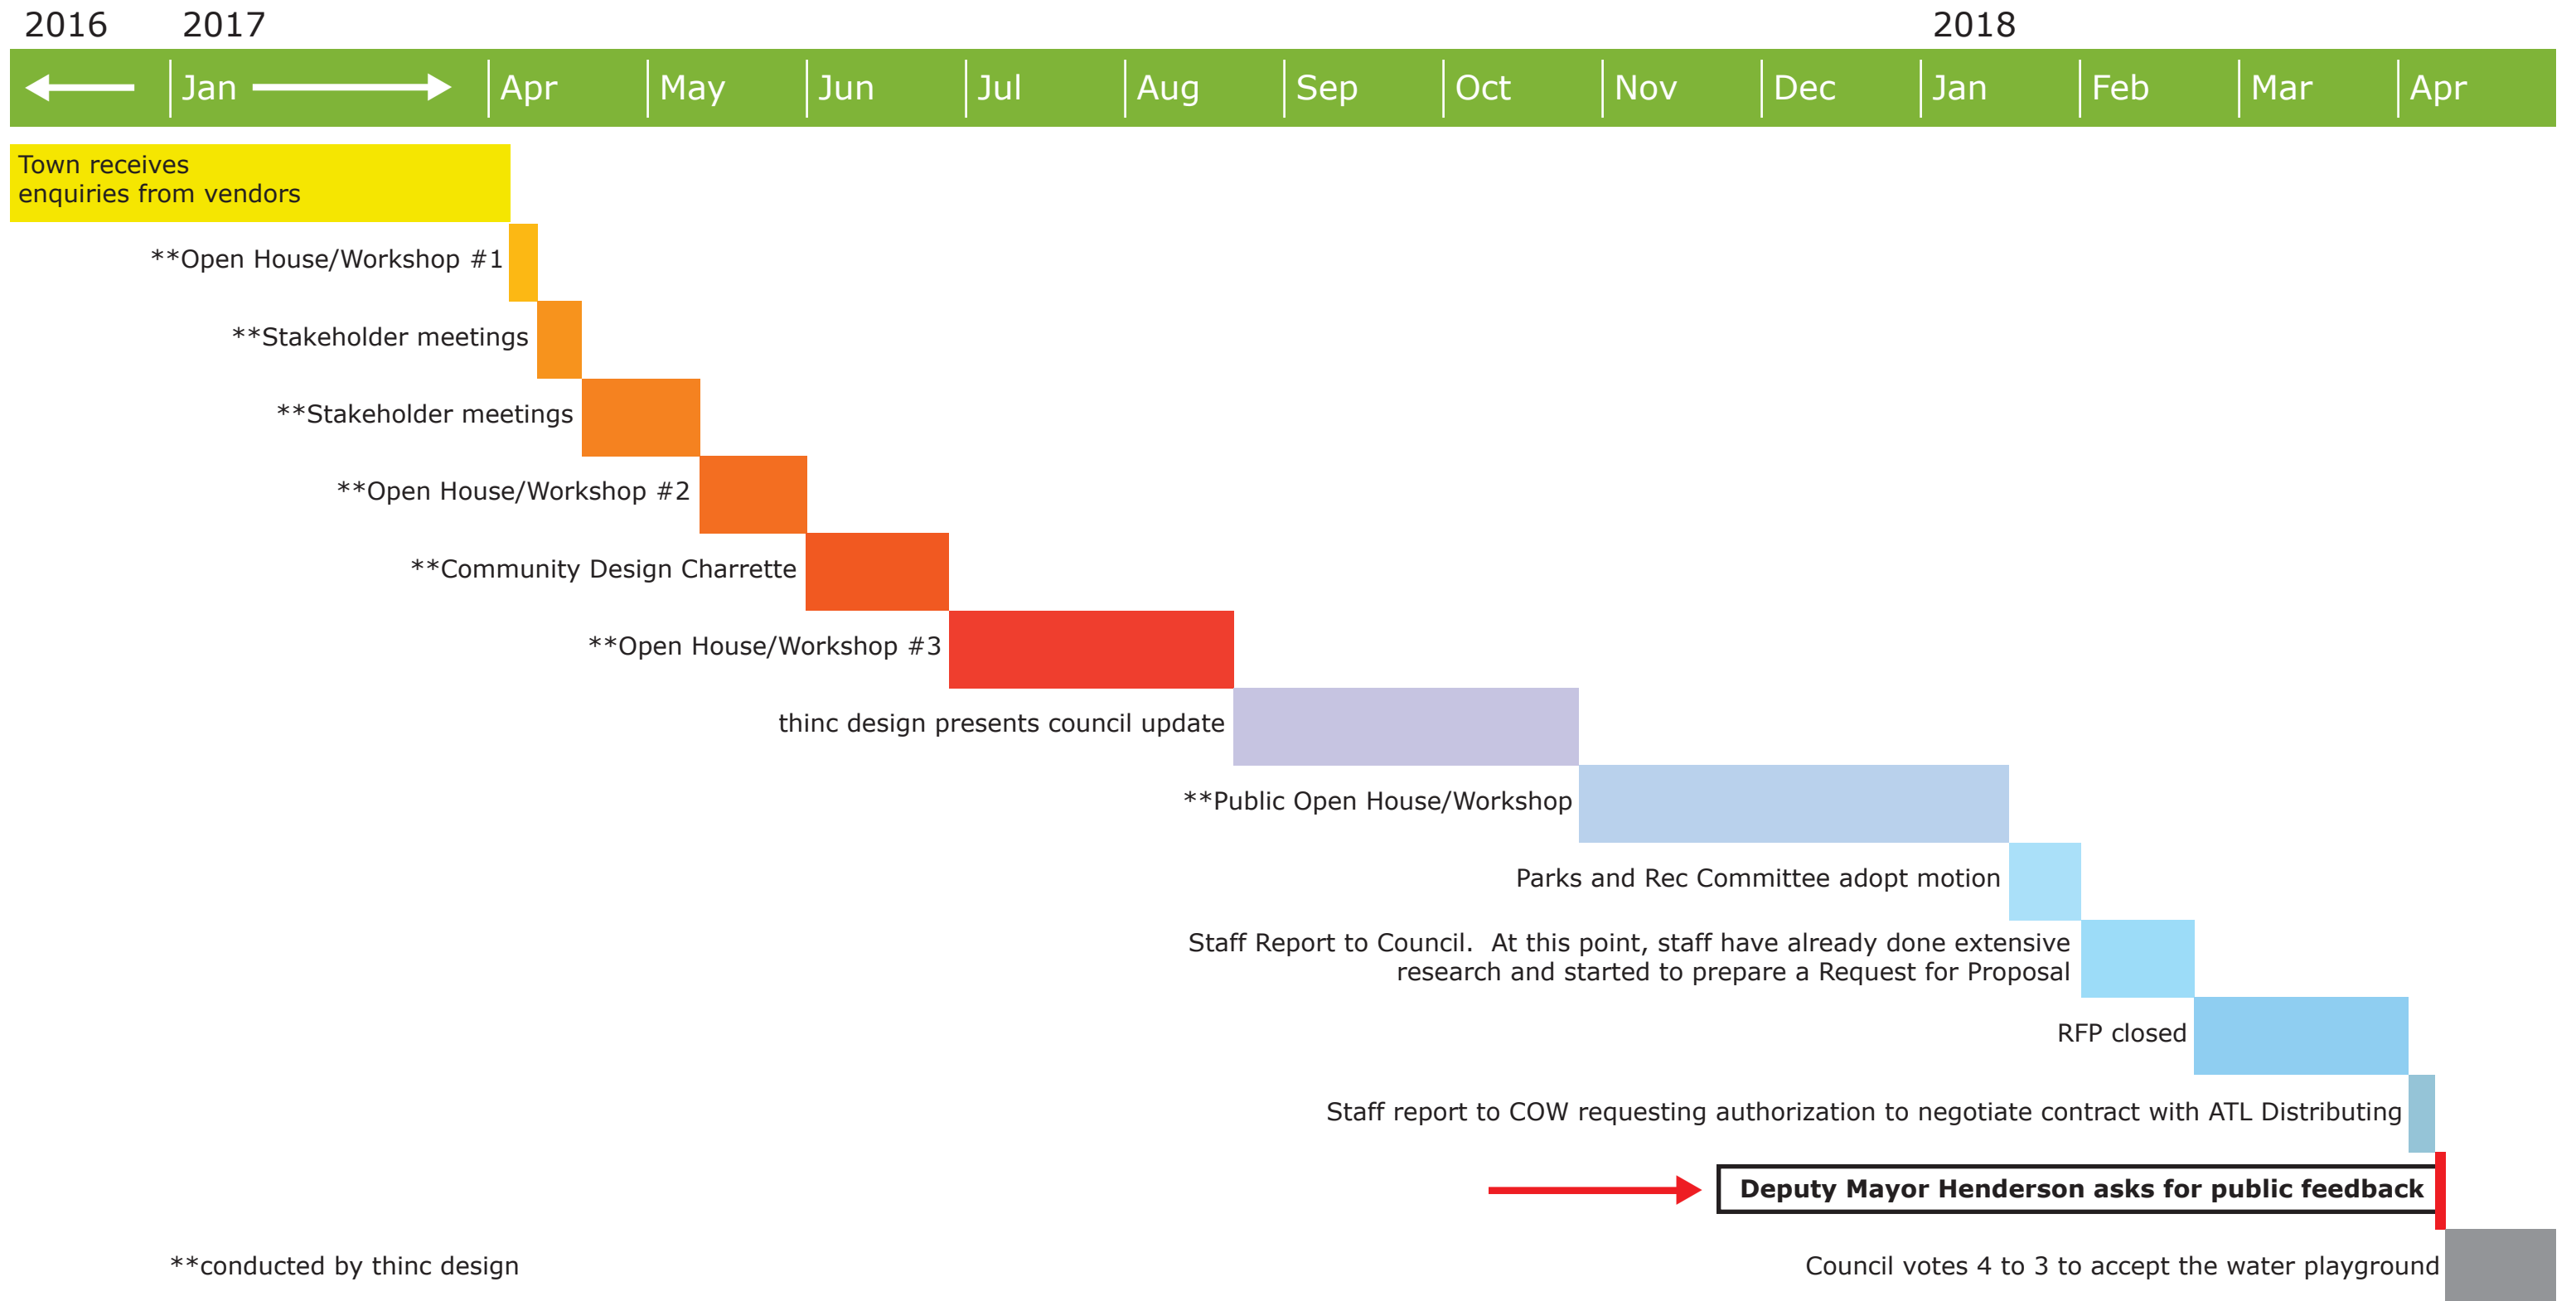 2016 2017 2018
Jan Apr May Jun Jul Aug Sep Oct Nov Dec Jan Feb Mar Apr
Town receives
enquiries from vendors
**Open House/Workshop #1
**Stakeholder meetings
**Stakeholder meetings
**Open House/Workshop #2
**Community Design Charrette
**Open House/Workshop #3
thinc design presents council update
**Public Open House/Workshop
Parks and Rec Committee adopt motion
Staff Report to Council.  At this point, staff have already done extensive
research and started to prepare a Request for Proposal
RFP closed
Staff report to COW requesting authorization to negotiate contract with ATL Distributing
Deputy Mayor Henderson asks for public feedback
**conducted by thinc design
Council votes 4 to 3 to accept the water playground